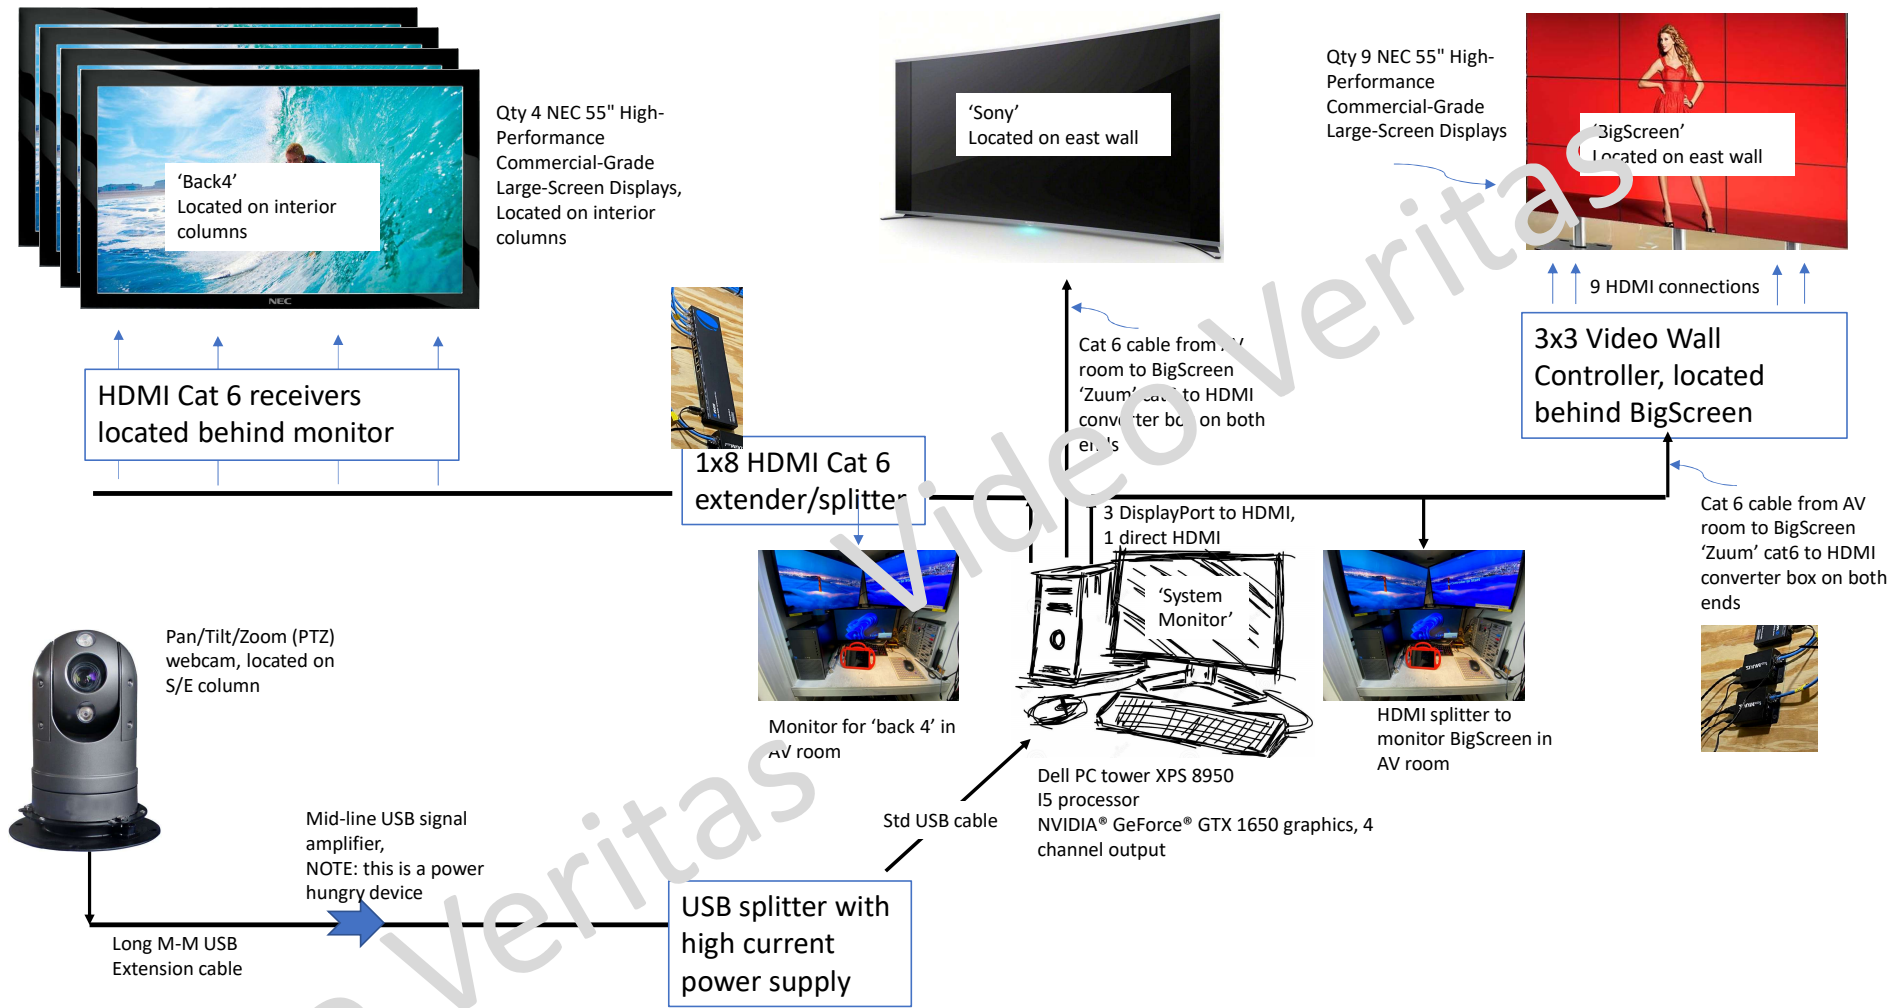 'Back4'
Located on interior
columns
NEC
Qty 4 NEC 55" High-
Performance
Commercial-Grade
Large-Screen Displays,
Located on interior
columns
'Sony'
Located on east wall
Qty 9 NEC 55" High-
Performance
Commercial-Grade
Large-Screen Displays
'BigScreen'
Located on east wall
9 HDMI connections
HDMI Cat 6 receivers
located behind monitor
1x8 HDMI Cat 6
extender/splitter
Cat 6 cable from AV
room to BigScreen
'Zuum' cat6 to HDMI
converter box on both
ends
3x3 Video Wall
Controller, located
behind BigScreen
3 DisplayPort to HDMI,
1 direct HDMI
Cat 6 cable from AV
room to BigScreen
'Zuum' cat6 to HDMI
converter box on both
ends
'System
Monitor'
Pan/Tilt/Zoom (PTZ)
webcam, located on
S/E column
Monitor for 'back 4' in
AV room
HDMI splitter to
monitor BigScreen in
AV room
Dell PC tower XPS 8950
I5 processor
NVIDIA® GeForce® GTX 1650 graphics, 4
channel output
Std USB cable
Mid-line USB signal
amplifier,
NOTE: this is a power
hungry device
Long M-M USB
Extension cable
USB splitter with
high current
power supply
Video Veritas
o Veritas